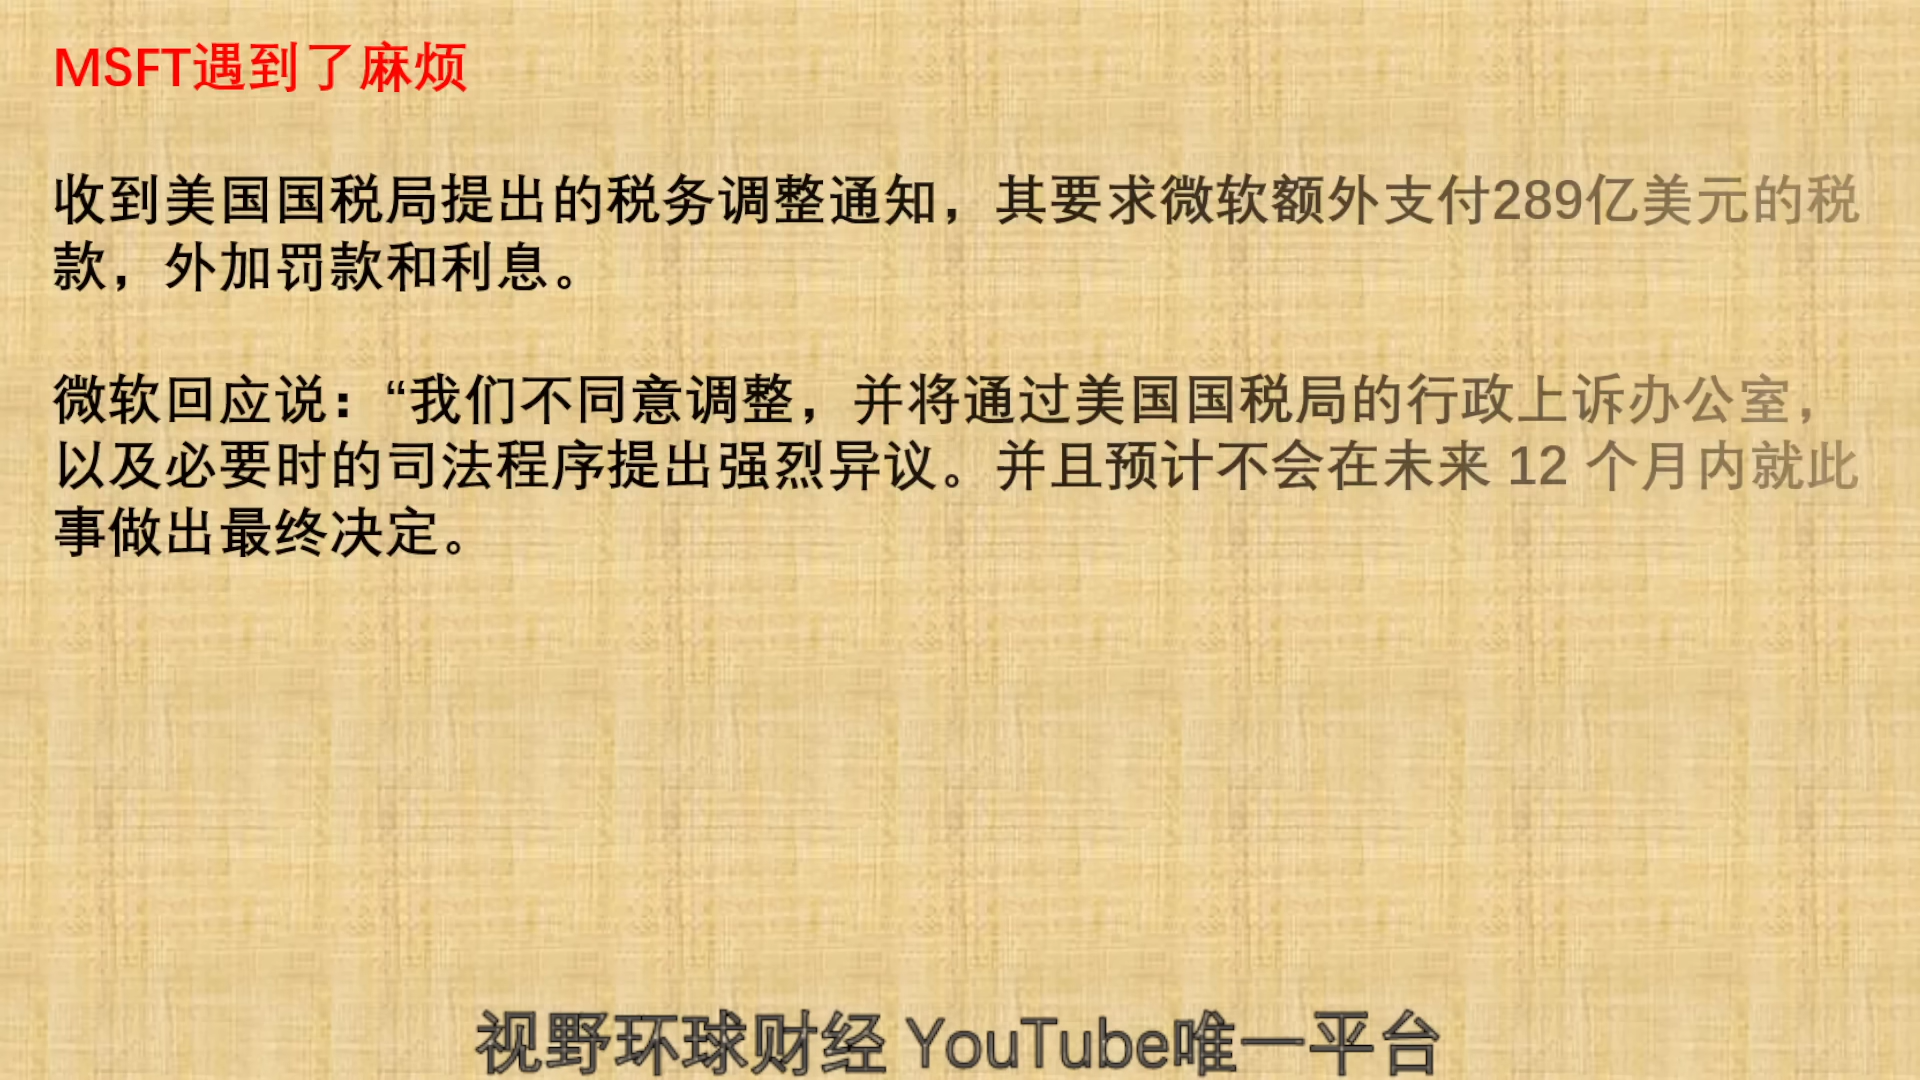 MSFT遇到了麻烦
收到美国国税局提出的税务调整通知，其要求微软额外支付289亿美元的税
款，外加罚款和利息。
微软回应说：“我们不同意调整，并将通过美国国税局的行政上诉办公室，
以及必要时的司法程序提出强烈异议。并且预计不会在未来 12 个月内就此
事做出最终决定。
视野环球财经 YouTube唯一平台